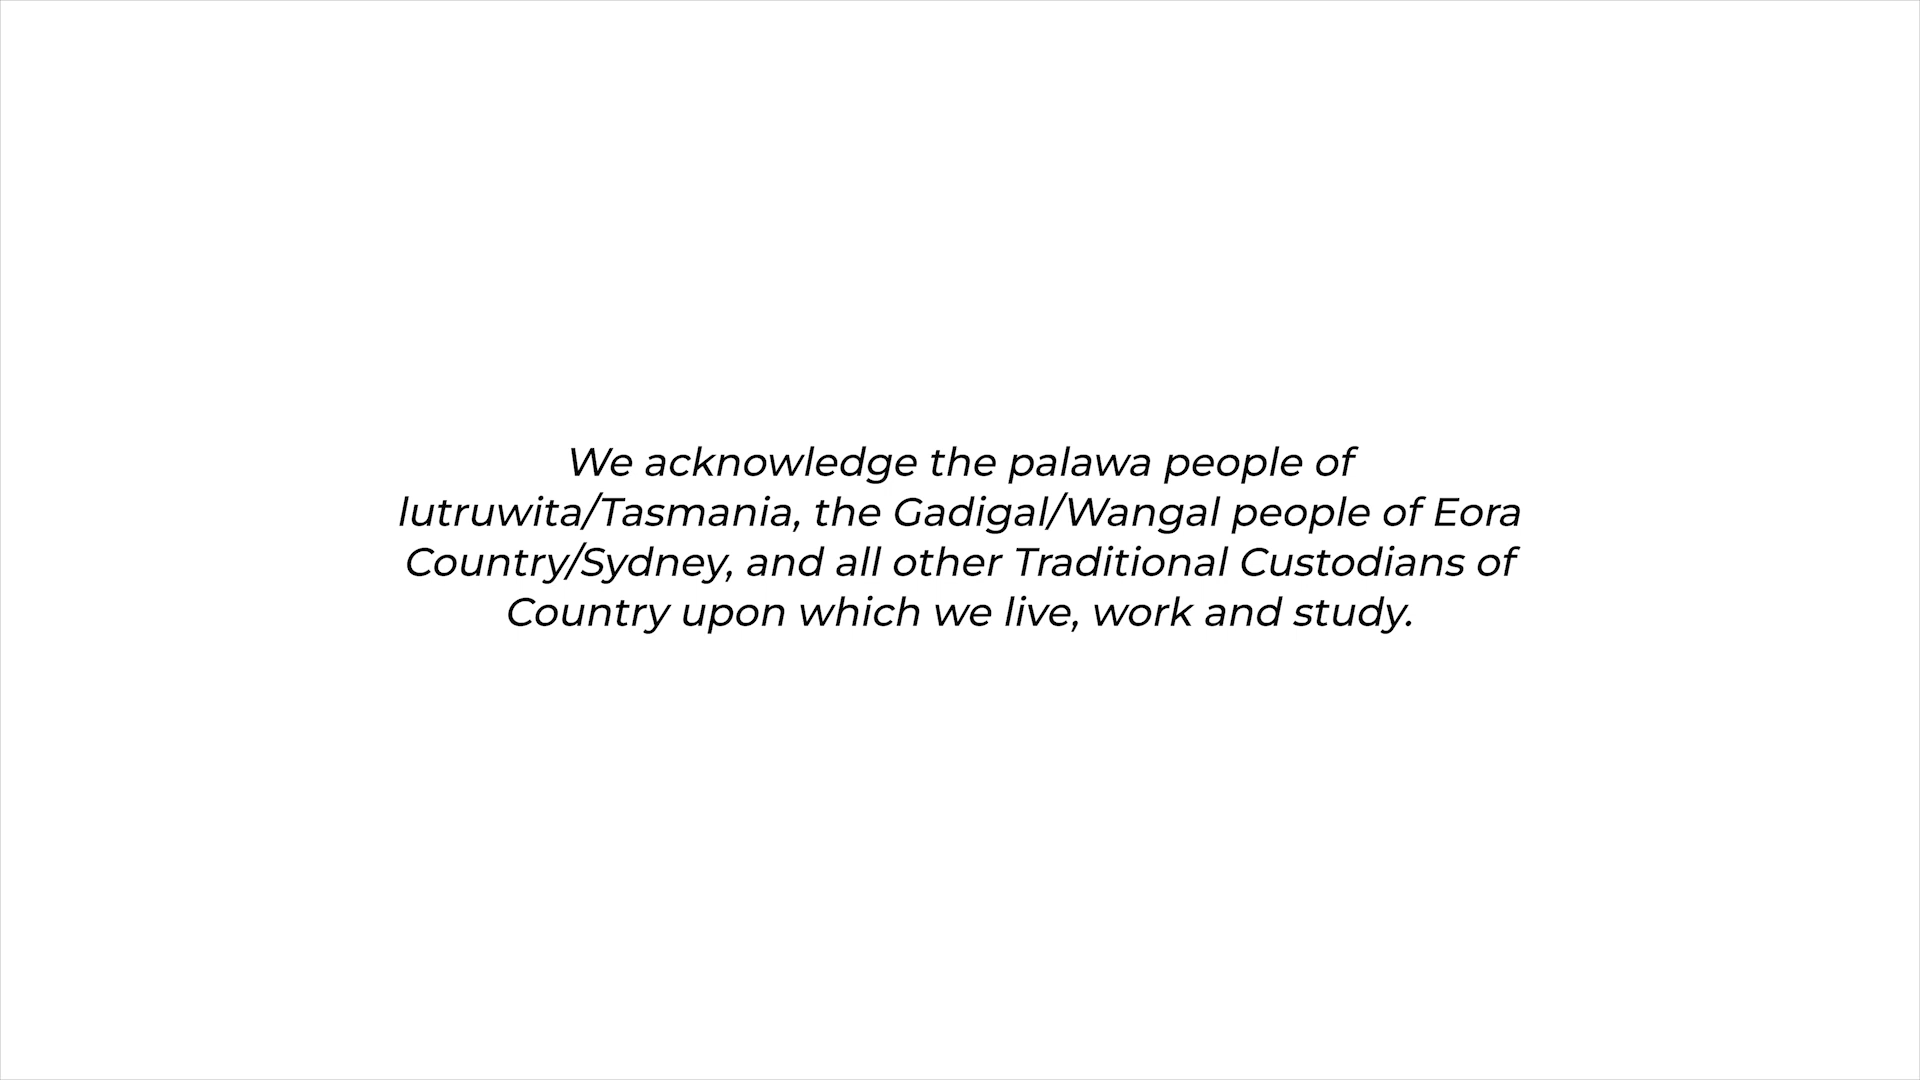 We acknowledge the palawa people of
lutruwita/Tasmania, the Gadigal/Wangal people of Eora
Country/Sydney, and all other Traditional Custodians of
Country upon which we live, work and study.